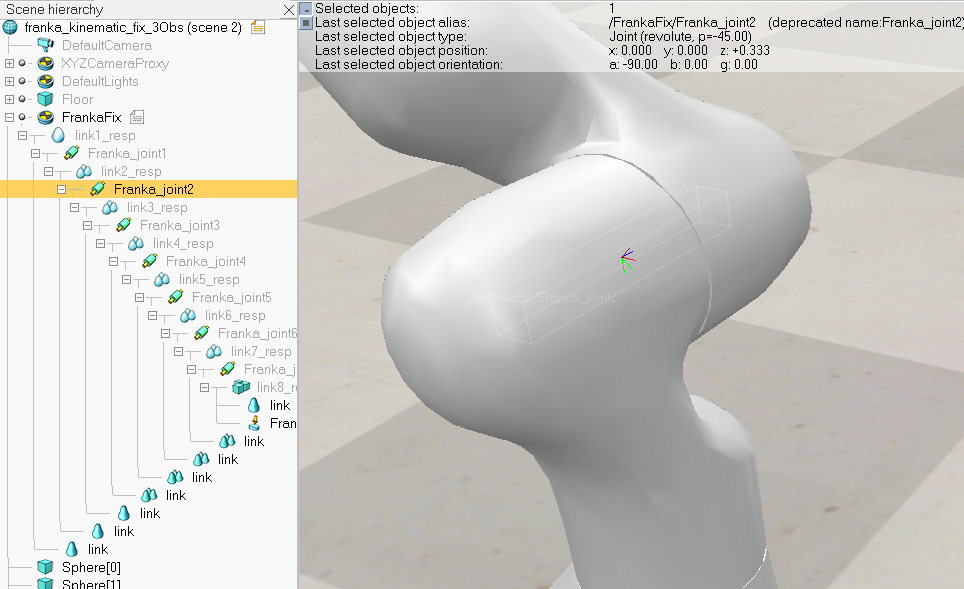 Scene hierarchy
franka_kinematic_fix_3Obs (scene 2)
DefaultCamera
XYZCameraProxy
DefaultLights
Floor
FrankaFix
link1_resp
Franka_joint1
link2_resp
Franka_joint2
link3_resp
Franka_joint3
link4_resp
Franka_joint4
link5_resp
Franka_joint5
link6_resp
Franka_joint6
link7_resp
Franka_j
link8_r
link
Fran
link
link
link
link
link
link
link
Sphere[0]
Sphere[1]
Selected objects: 1
Last selected object alias: /FrankaFix/Franka_joint2 (deprecated name:Franka_joint2)
Last selected object type: Joint (revolute, p=-45.00)
Last selected object position: x: 0.000 y: 0.000 z: +0.333
Last selected object orientation: a: -90.00 b: 0.00 g: 0.00
/FrankaFix/Franka_joint2